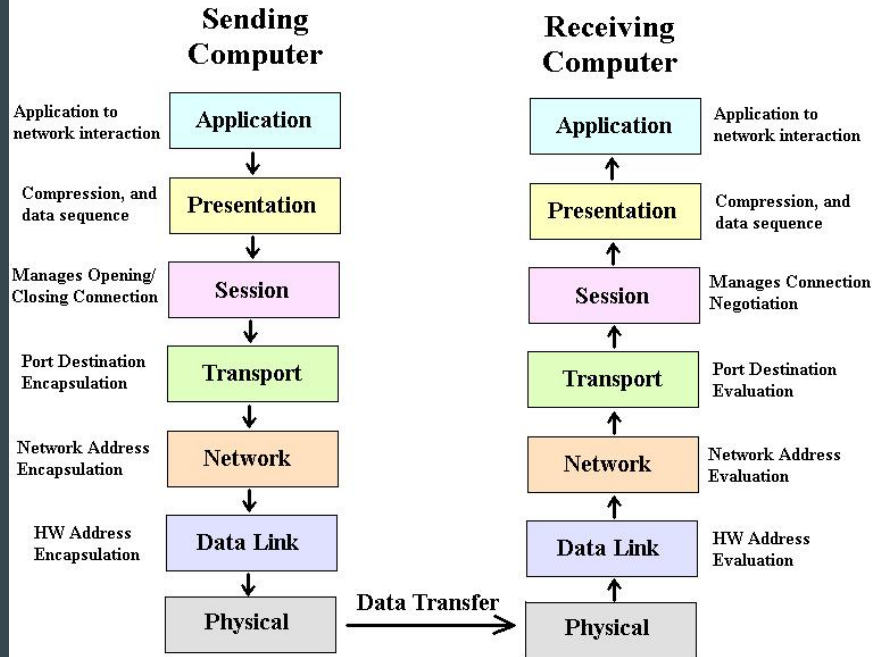 Sending
Computer
Application to
network interaction
Application
Compression, and
data sequence
Presentation
Manages Opening/
Closing Connection
Session
Port Destination
Encapsulation
Transport
Network Address
Encapsulation
Network
HW Address
Encapsulation
Data Link
Physical
Data Transfer
Receiving
Computer
Application
Application to
network interaction
Presentation
Compression, and
data sequence
Session
Manages Connection
Negotiation
Transport
Port Destination
Evaluation
Network
Network Address
Evaluation
Data Link
HW Address
Evaluation
Physical